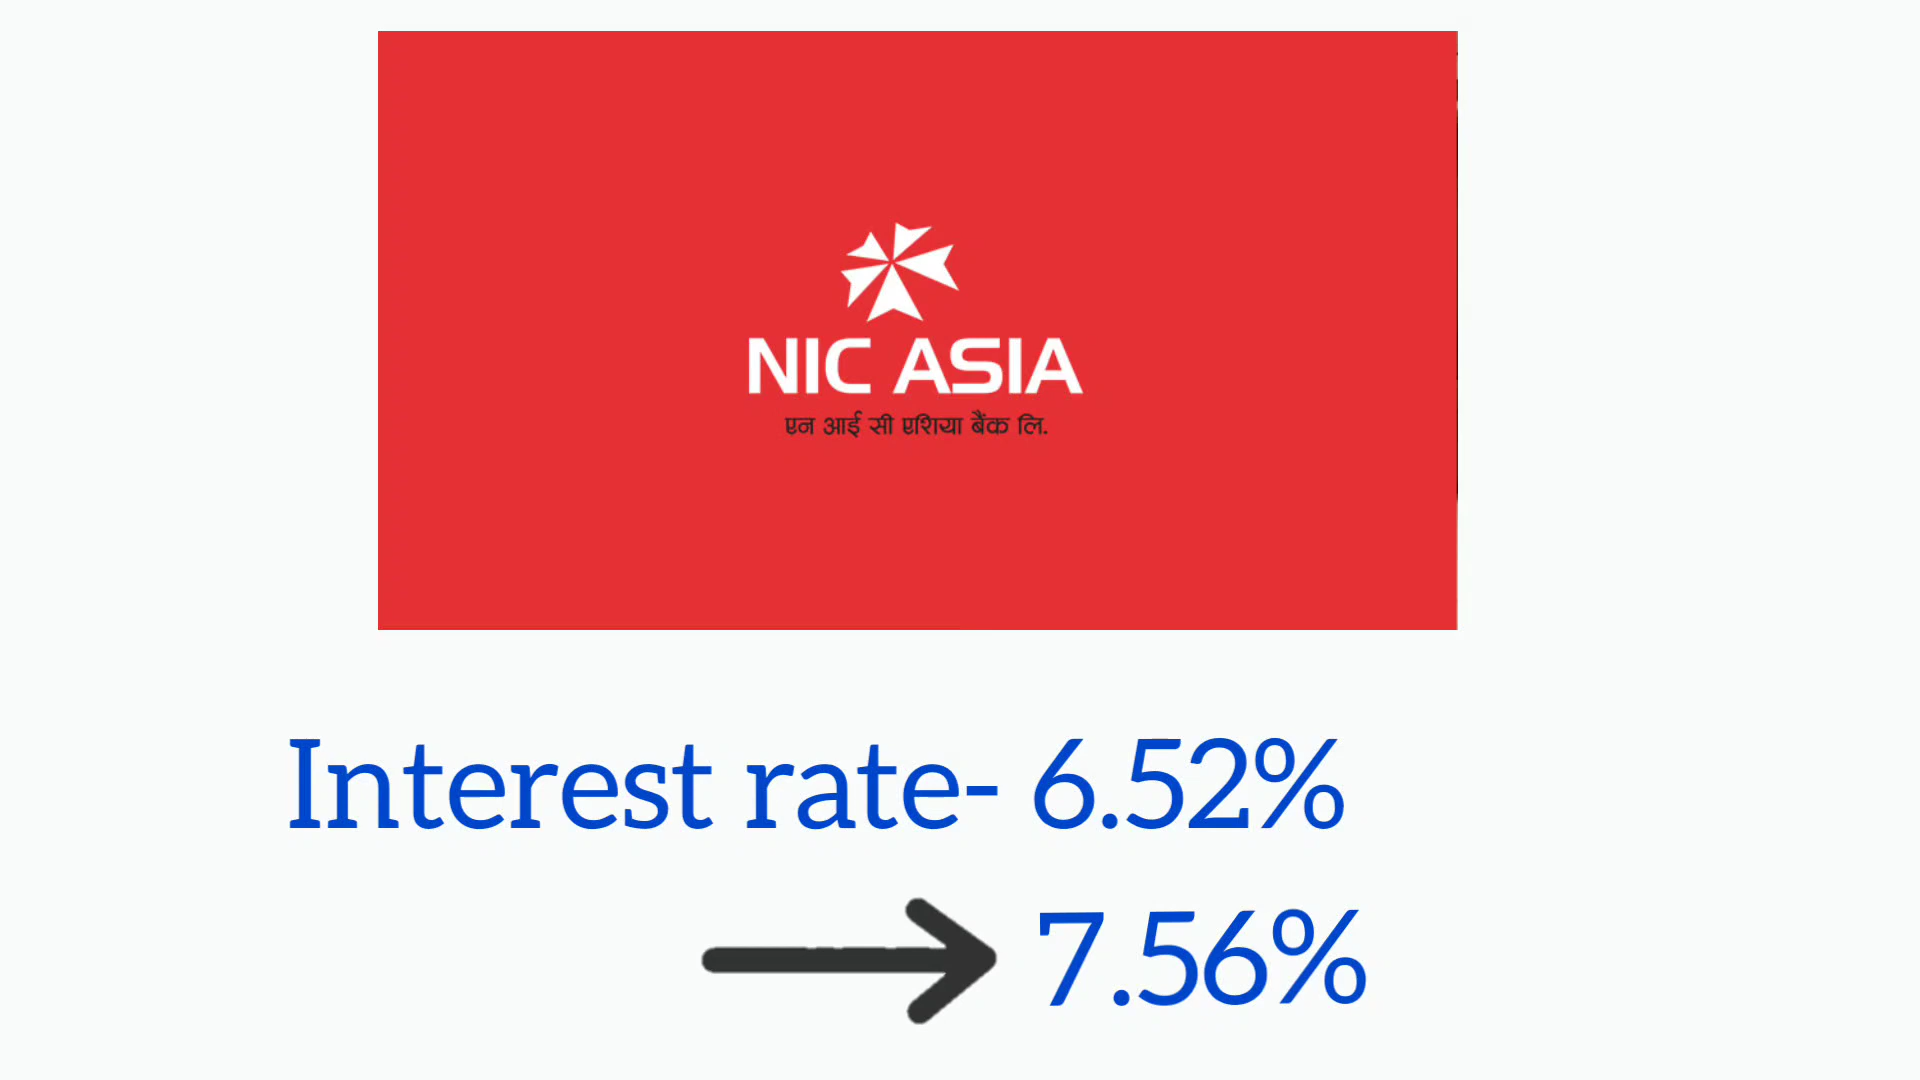 NIC ASIA
एन आई सी एशिया बैंक लि.
Interest rate- 6.52%
7.56%